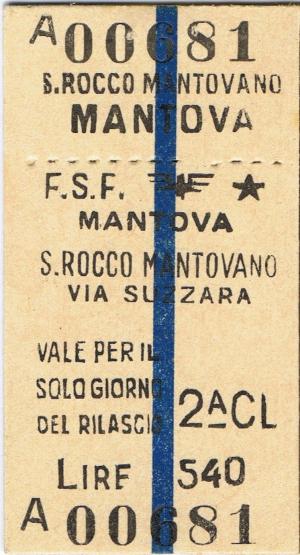 A 00681
S.ROCCO MANTOVANO
MANTOVA
F.S.F.
MANTOVA
S.ROCCO MANTOVANO
VIA SUZZARA
VALE PER IL
SOLO GIORNO
DEL RILASCIO
2ᴬCL
LIRE 540
A 00681